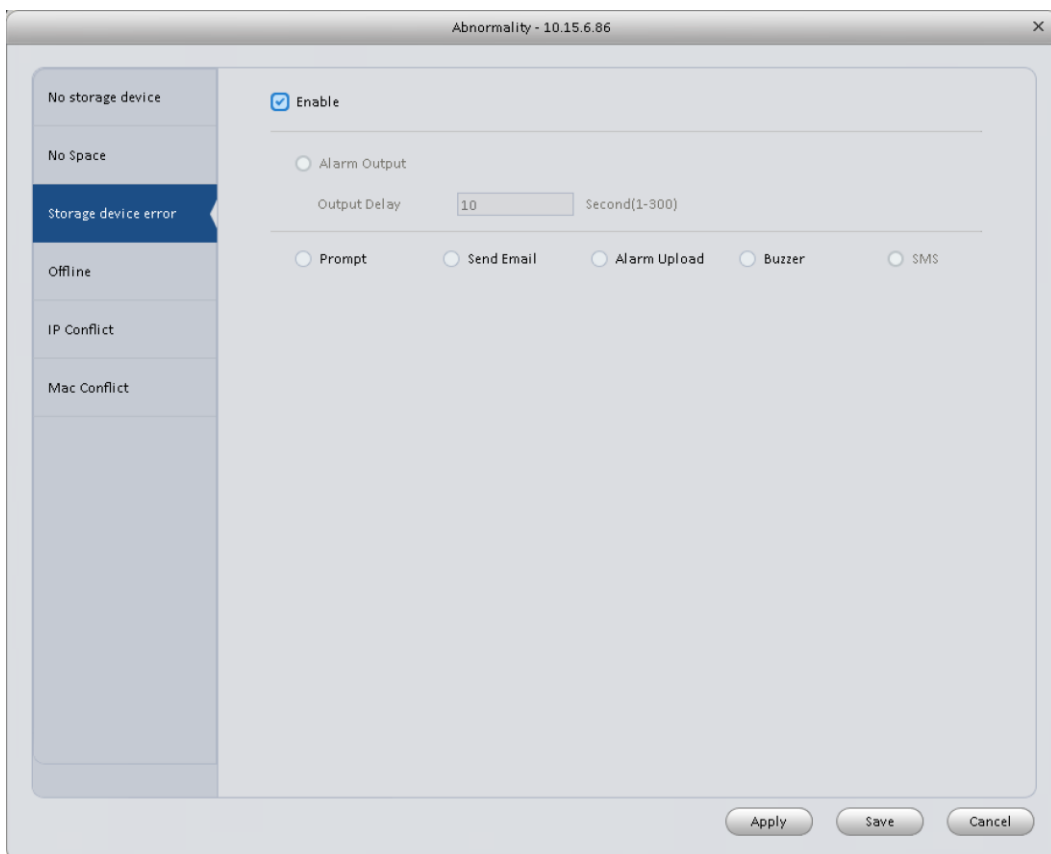 Abnormality - 10.15.6.86
No storage device
No Space
Storage device error
Offline
IP Conflict
Mac Conflict
Enable
Alarm Output
Output Delay 10 Second(1-300)
Prompt Send Email Alarm Upload Buzzer SMS
Apply Save Cancel